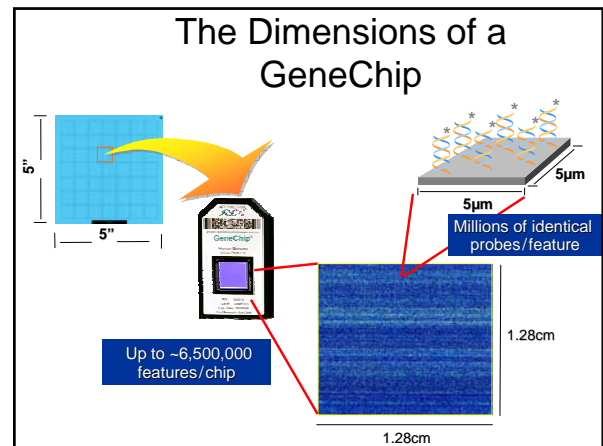 The Dimensions of a
GeneChip
5”
5”
GeneChip
* * * * * *
5µm
5µm
Millions of identical
probes/feature
Up to ~6,500,000
features/chip
1.28cm
1.28cm